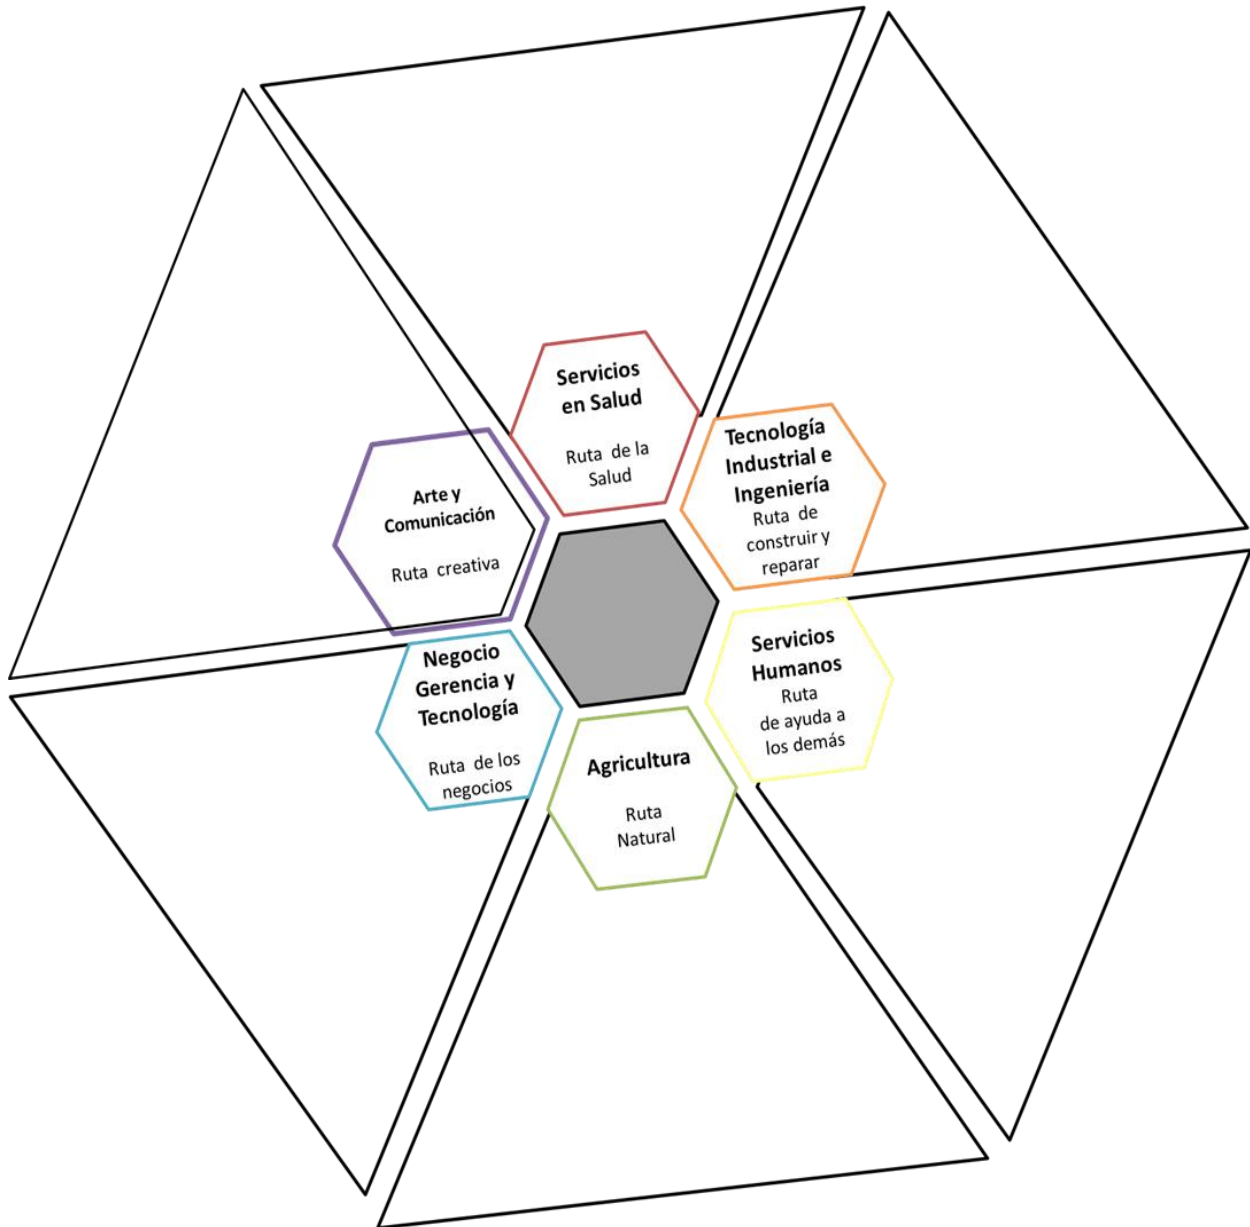 Servicios
en Salud
Ruta de la
Salud
Tecnología
Industrial e
Ingeniería
Ruta de
construir y
reparar
Arte y
Comunicación
Ruta creativa
Servicios
Humanos
Ruta
de ayuda a
los demás
Negocio
Gerencia y
Tecnología
Ruta de los
negocios
Agricultura
Ruta
Natural